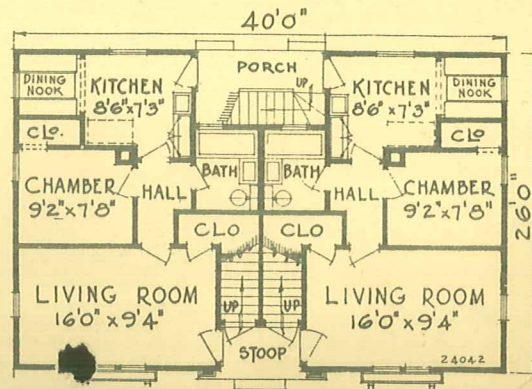 40'0"
DINING NOOK
KITCHEN
8'6"x7'3"
PORCH
UP
KITCHEN
8'6"x7'3"
DINING NOOK
CLO.
CLO
CHAMBER
9'2"x7'8"
HALL
BATH
BATH
HALL
CHAMBER
9'2"x7'8"
26'0"
CLO
CLO
LIVING ROOM
16'0"x9'4"
UP
UP
LIVING ROOM
16'0"x9'4"
STOOP
24042